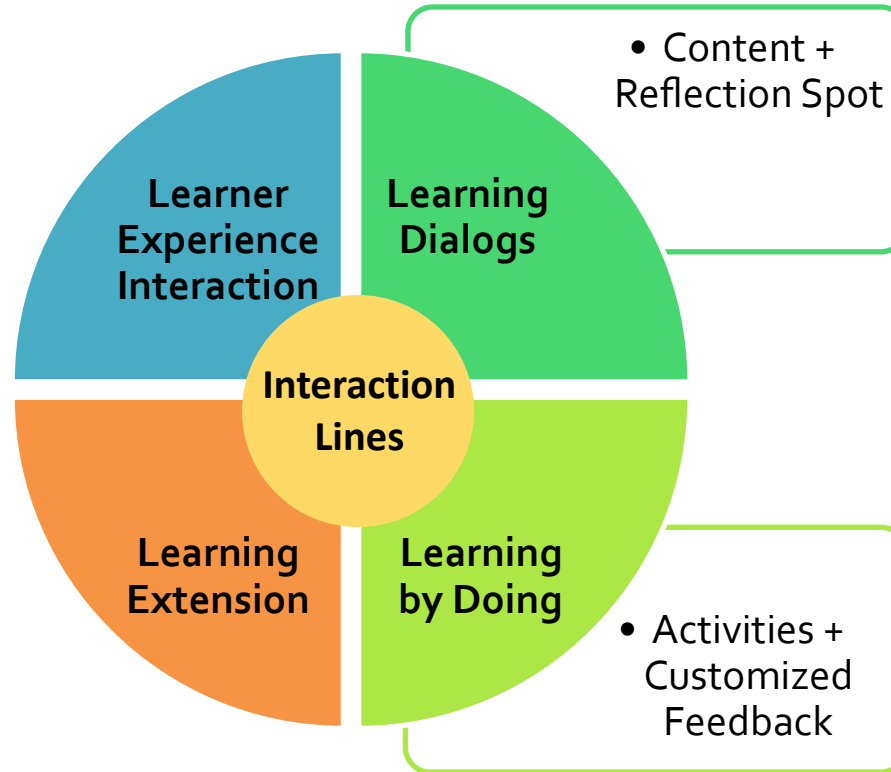 • Content +
Reflection Spot
Learner
Experience
Interaction
Learning
Dialogs
Interaction
Lines
Learning
Extension
Learning
by Doing
• Activities +
Customized
Feedback